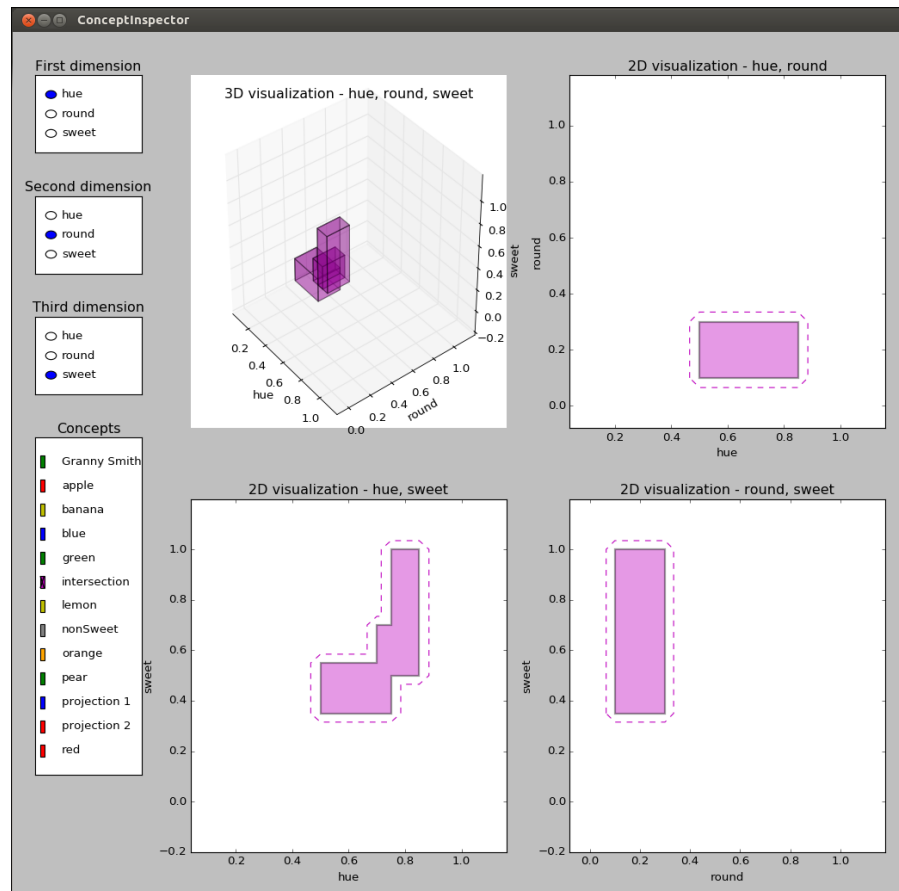 ConceptInspector
First dimension
hue
round
sweet
Second dimension
hue
round
sweet
Third dimension
hue
round
sweet
Concepts
Granny Smith
apple
banana
blue
green
intersection
lemon
nonSweet
orange
pear
projection 1
projection 2
red
3D visualization - hue, round, sweet
1.0
0.8
0.6
0.4
0.2
0.0
−0.2
sweet
0.2
0.4
0.6
0.8
1.0
hue
0.0
0.2
0.4
0.6
0.8
1.0
round
2D visualization - hue, round
1.0
0.8
0.6
0.4
0.2
0.0
round
0.2 0.4 0.6 0.8 1.0
hue
2D visualization - hue, sweet
1.0
0.8
0.6
0.4
0.2
0.0
−0.2
sweet
0.2 0.4 0.6 0.8 1.0
hue
2D visualization - round, sweet
1.0
0.8
0.6
0.4
0.2
0.0
−0.2
sweet
0.0 0.2 0.4 0.6 0.8 1.0
round